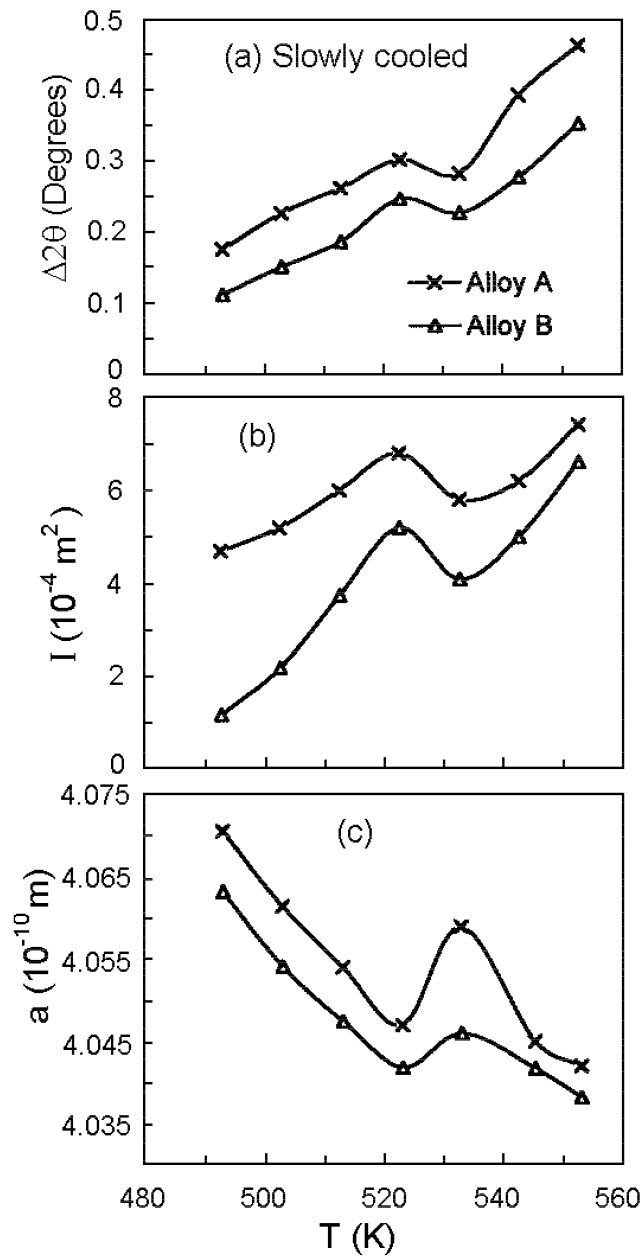 0.5
(a) Slowly cooled
0.4
0.3
0.2
0.1
0
Δ2θ (Degrees)
Alloy A
Alloy B
8
(b)
6
4
2
0
I (10⁻⁴ m²)
4.075
(c)
4.065
4.055
4.045
4.035
a (10⁻¹⁰ m)
480 500 520 540 560
T (K)